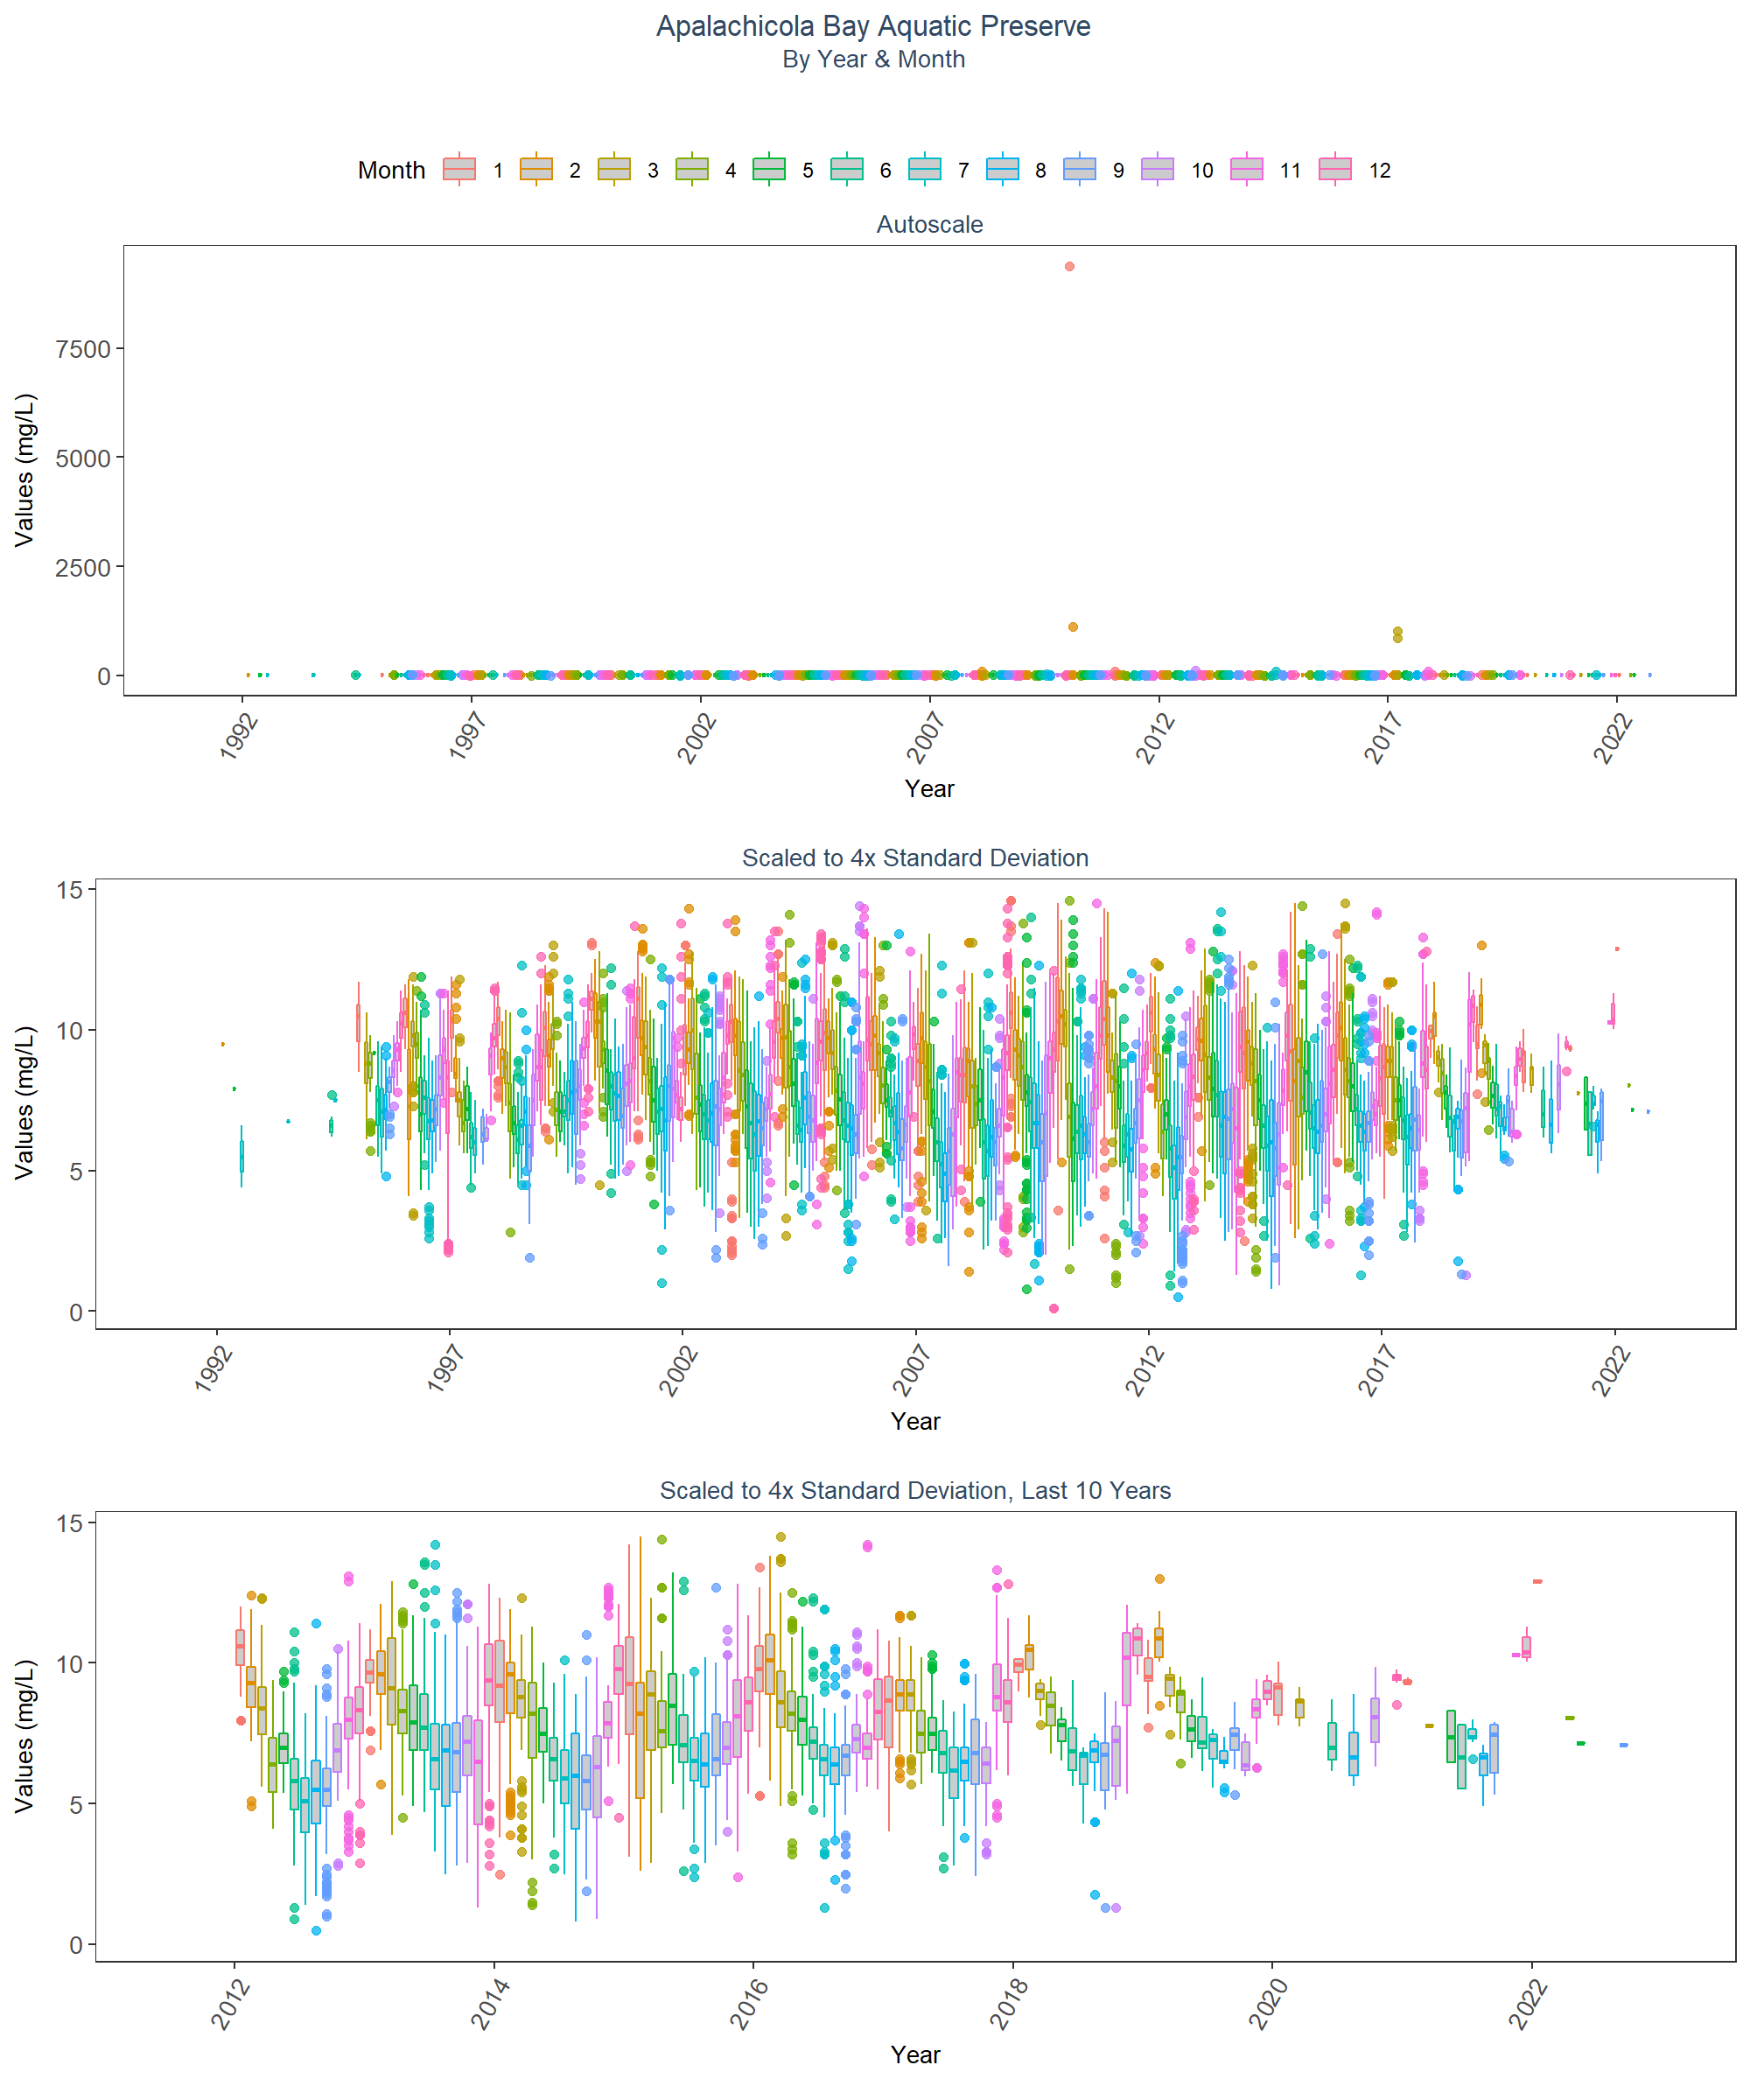 Apalachicola Bay Aquatic Preserve
By Year & Month
Month 1 2 3 4 5 6 7 8 9 10 11 12
Autoscale
Values (mg/L)
7500
5000
2500
0
1992 1997 2002 2007 2012 2017 2022
Year
Scaled to 4x Standard Deviation
Values (mg/L)
15
10
5
0
1992 1997 2002 2007 2012 2017 2022
Year
Scaled to 4x Standard Deviation, Last 10 Years
Values (mg/L)
15
10
5
0
2012 2014 2016 2018 2020 2022
Year